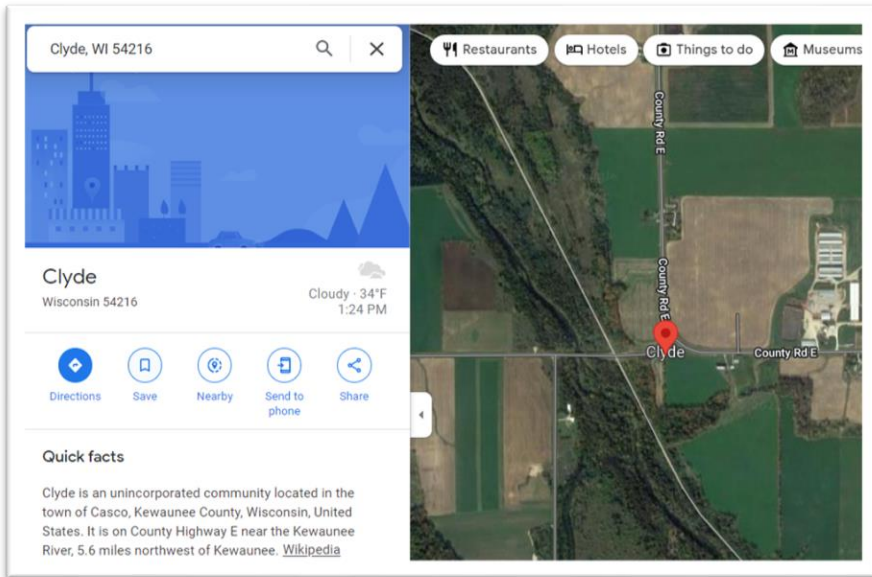 Clyde, WI 54216
Restaurants
Hotels
Things to do
Museums
Clyde
Wisconsin 54216
Cloudy · 34°F
1:24 PM
Directions
Save
Nearby
Send to
phone
Share
Quick facts
Clyde is an unincorporated community located in the
town of Casco, Kewaunee County, Wisconsin, United
States. It is on County Highway E near the Kewaunee
River, 5.6 miles northwest of Kewaunee. Wikipedia
County Rd E
County Rd E
Clyde
County Rd E